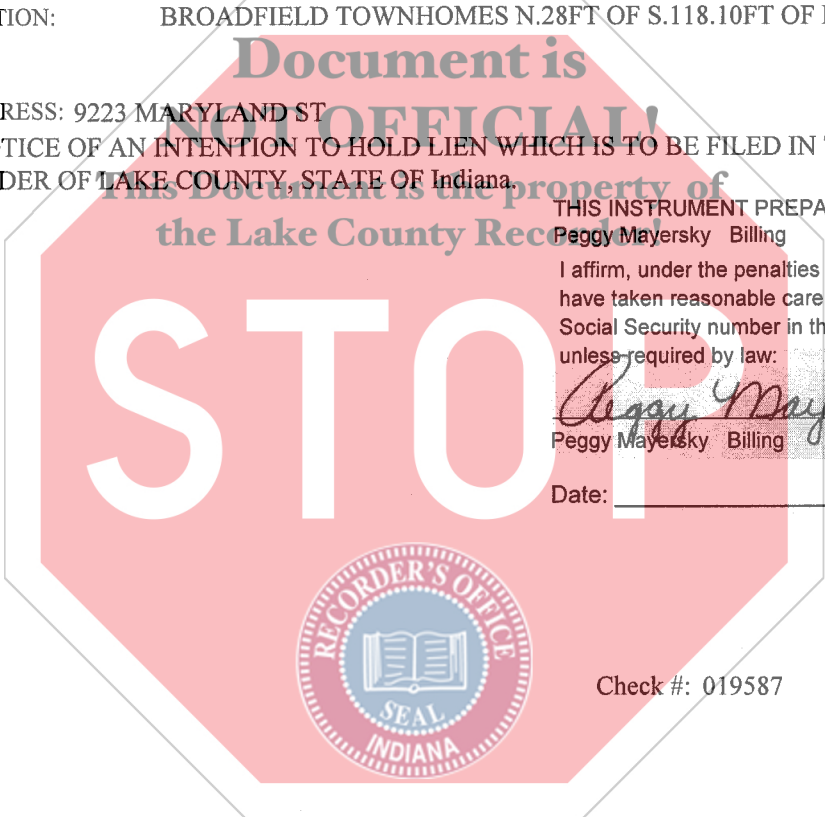 TION: BROADFIELD TOWNHOMES N.28FT OF S.118.10FT OF
Document is
RESS: 9223 MARYLAND ST
NOT OFFICIAL!
TICE OF AN INTENTION TO HOLD LIEN WHICH IS TO BE FILED IN
DER OF LAKE COUNTY, STATE OF Indiana.
This Document is the property of
the Lake County Recorder!
THIS INSTRUMENT PREPA
Peggy Mayersky Billing
I affirm, under the penalties
have taken reasonable care
Social Security number in th
unless required by law:
Peggy May
Peggy Mayersky Billing
Date:
STOP
RECORDER'S OFFICE
SEAL
INDIANA
Check #: 019587